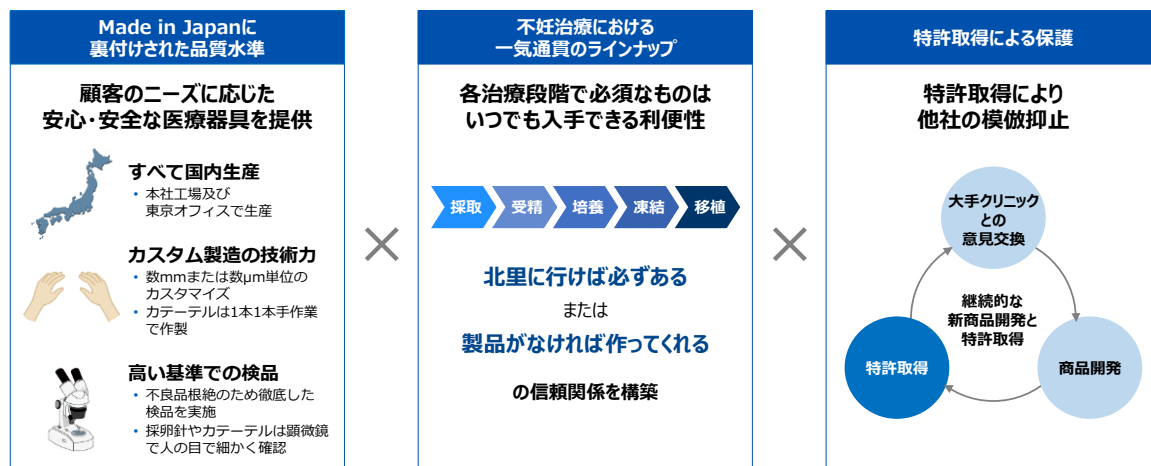 Made in Japanに
裏付けされた品質水準
顧客のニーズに応じた
安心・安全な医療器具を提供
すべて国内生産
• 本社工場及び
東京オフィスで生産
カスタム製造の技術力
• 数mmまたは数μm単位の
カスタマイズ
• カテーテルは1本1本手作業
で作製
高い基準での検品
• 不良品根絶のため徹底した
検品を実施
• 採卵針やカテーテルは顕微鏡
で人の目で細かく確認
×
不妊治療における
一気通貫のラインナップ
各治療段階で必須なものは
いつでも入手できる利便性
採取 受精 培養 凍結 移植
北里に行けば必ずある
または
製品がなければ作ってくれる
の信頼関係を構築
×
特許取得による保護
特許取得により
他社の模倣抑止
大手クリニック
との
意見交換
継続的な
新商品開発と
特許取得
特許取得
商品開発